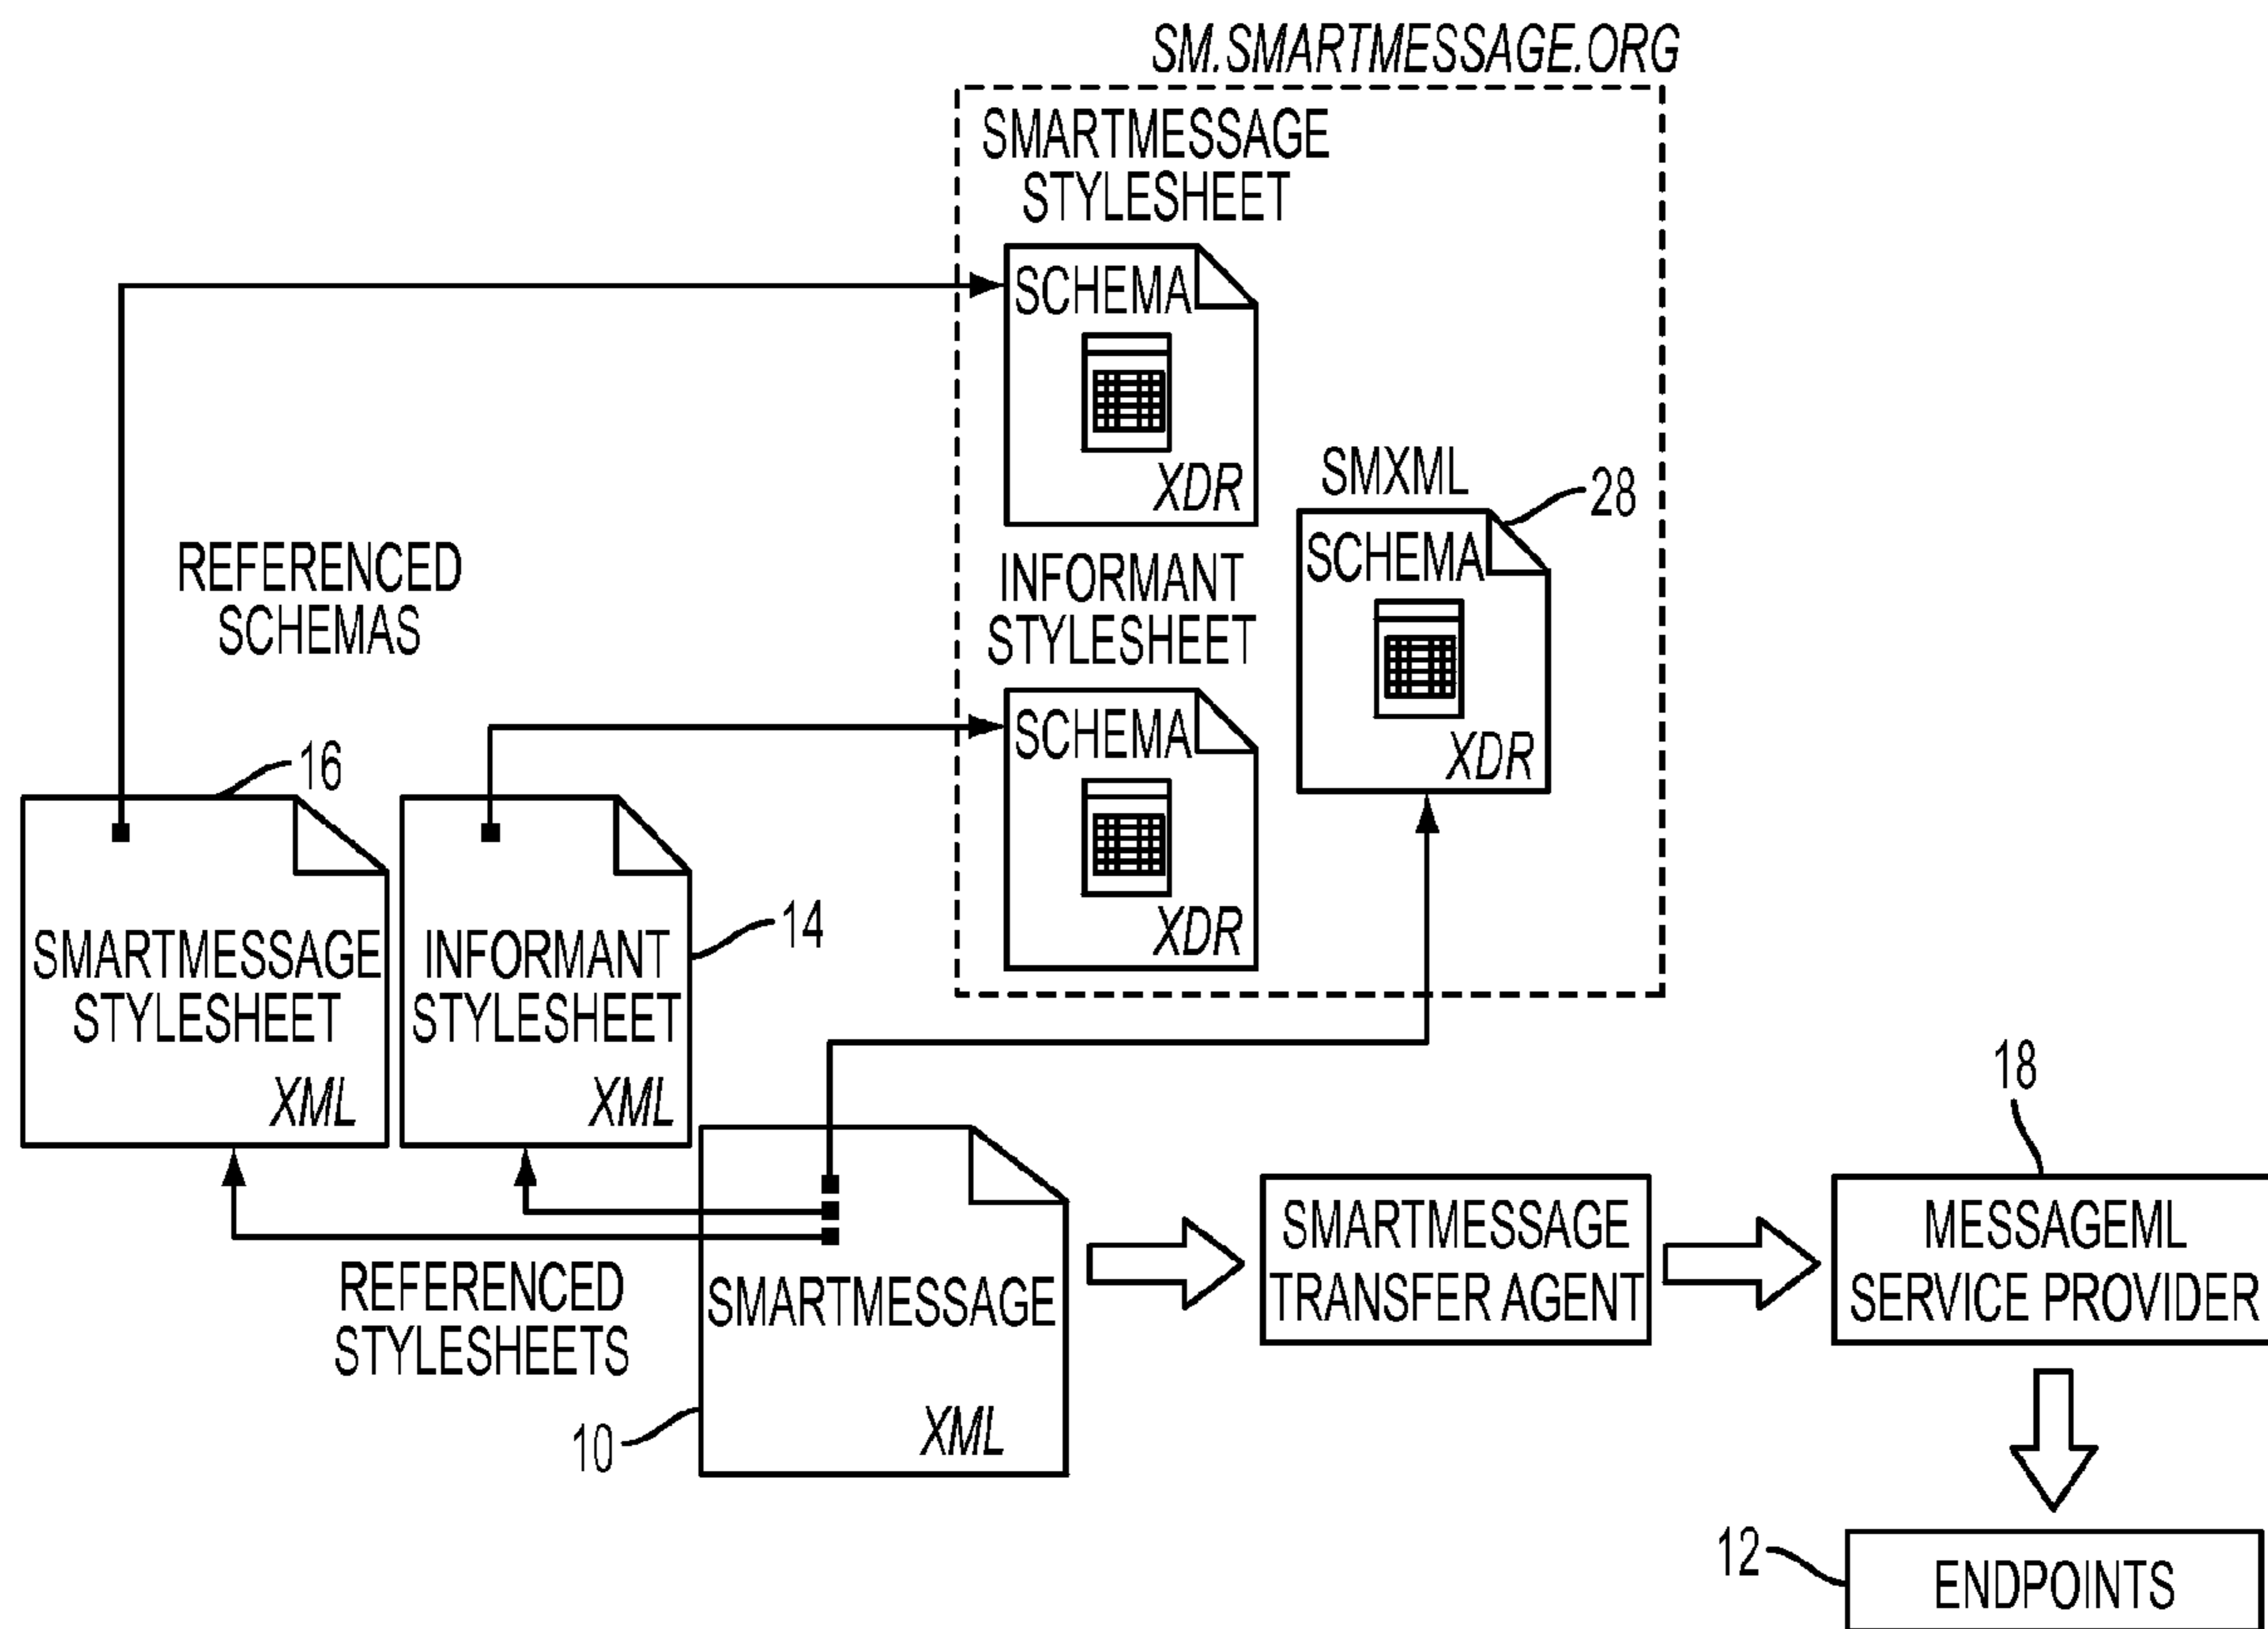 SM.SMARTMESSAGE.ORG
SMARTMESSAGE
STYLESHEET
SCHEMA
XDR
SMXML
28
SCHEMA
XDR
REFERENCED
SCHEMAS
INFORMANT
STYLESHEET
SCHEMA
XDR
16
SMARTMESSAGE
STYLESHEET
XML
14
INFORMANT
STYLESHEET
XML
REFERENCED
STYLESHEETS
SMARTMESSAGE
XML
10
SMARTMESSAGE
TRANSFER AGENT
18
MESSAGEML
SERVICE PROVIDER
12
ENDPOINTS